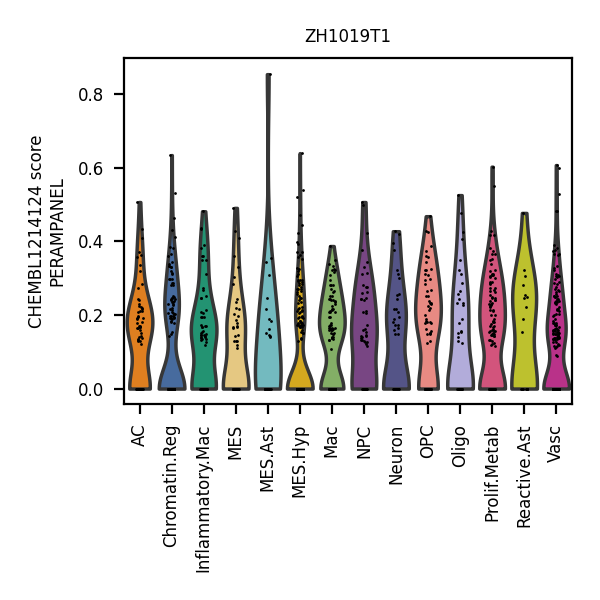 ZH1019T1
CHEMBL1214124 score
PERAMPANEL
0.8
0.6
0.4
0.2
0.0
AC
Chromatin.Reg
Inflammatory.Mac
MES
MES.Ast
MES.Hyp
Mac
NPC
Neuron
OPC
Oligo
Prolif.Metab
Reactive.Ast
Vasc